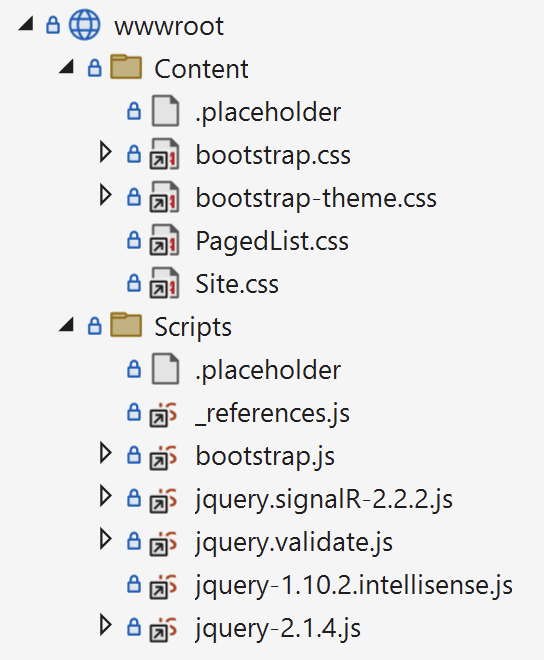 wwwroot
Content
.placeholder
bootstrap.css
bootstrap-theme.css
PagedList.css
Site.css
Scripts
.placeholder
_references.js
bootstrap.js
jquery.signalR-2.2.2.js
jquery.validate.js
jquery-1.10.2.intellisense.js
jquery-2.1.4.js